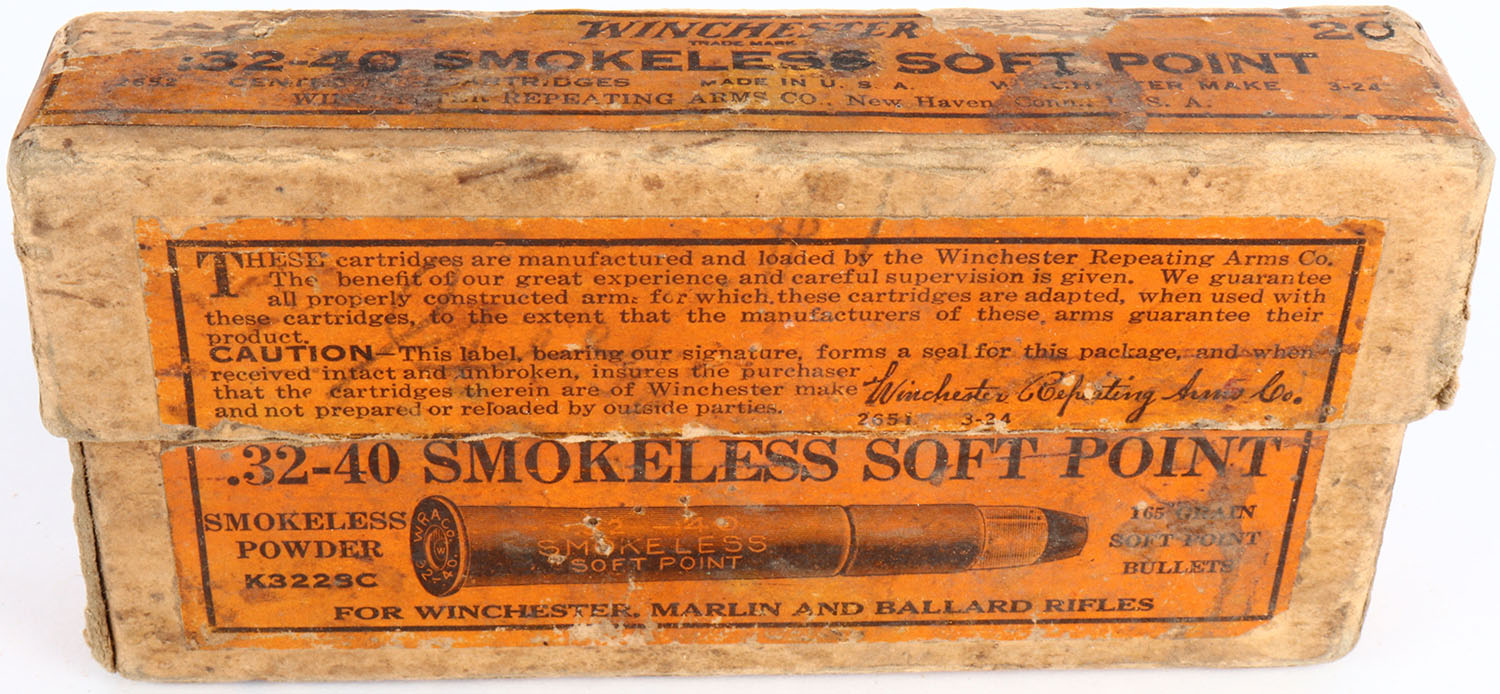 WINCHESTER
TRADE MARK
20
.32-40 SMOKELESS SOFT POINT
2652 MADE IN U. S. A. MAKE 3-24
REPEATING ARMS CO., New Haven, Conn. U. S. A.
THESE cartridges are manufactured and loaded by the Winchester Repeating Arms Co.
The benefit of our great experience and careful supervision is given. We guarantee
all properly constructed arms for which these cartridges are adapted, when used with
these cartridges, to the extent that the manufacturers of these arms guarantee their
product.
CAUTION—This label, bearing our signature, forms a seal for this package, and when
received intact and unbroken, insures the purchaser
that the cartridges therein are of Winchester make
and not prepared or reloaded by outside parties.
Winchester Repeating Arms Co.
2651 3-24
.32-40 SMOKELESS SOFT POINT
SMOKELESS
POWDER
K3229C
W.R.A.CO.
W
32-40
32-40
SMOKELESS
SOFT POINT
165 GRAIN
SOFT POINT
BULLETS
FOR WINCHESTER, MARLIN AND BALLARD RIFLES